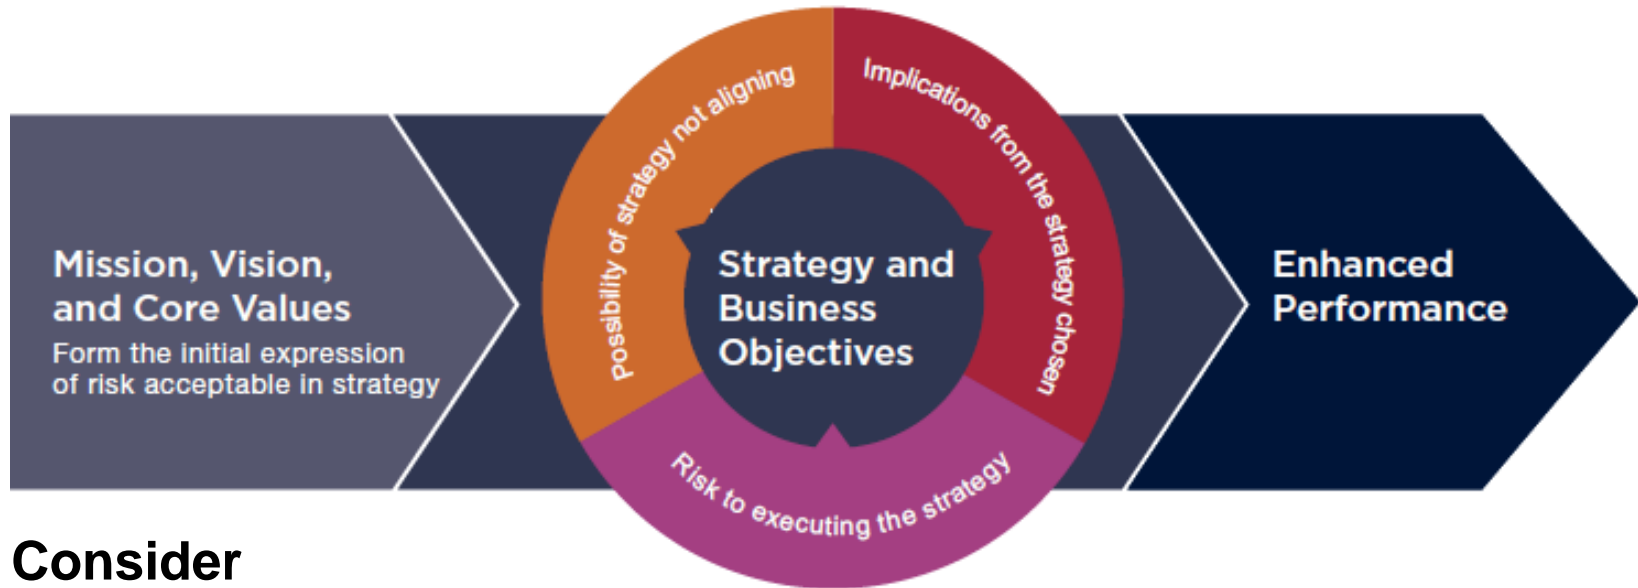 Mission, Vision,
and Core Values
Form the initial expression
of risk acceptable in strategy
Possibility of strategy not aligning
Implications from the strategy chosen
Strategy and
Business
Objectives
Risk to executing the strategy
Enhanced
Performance
Consider